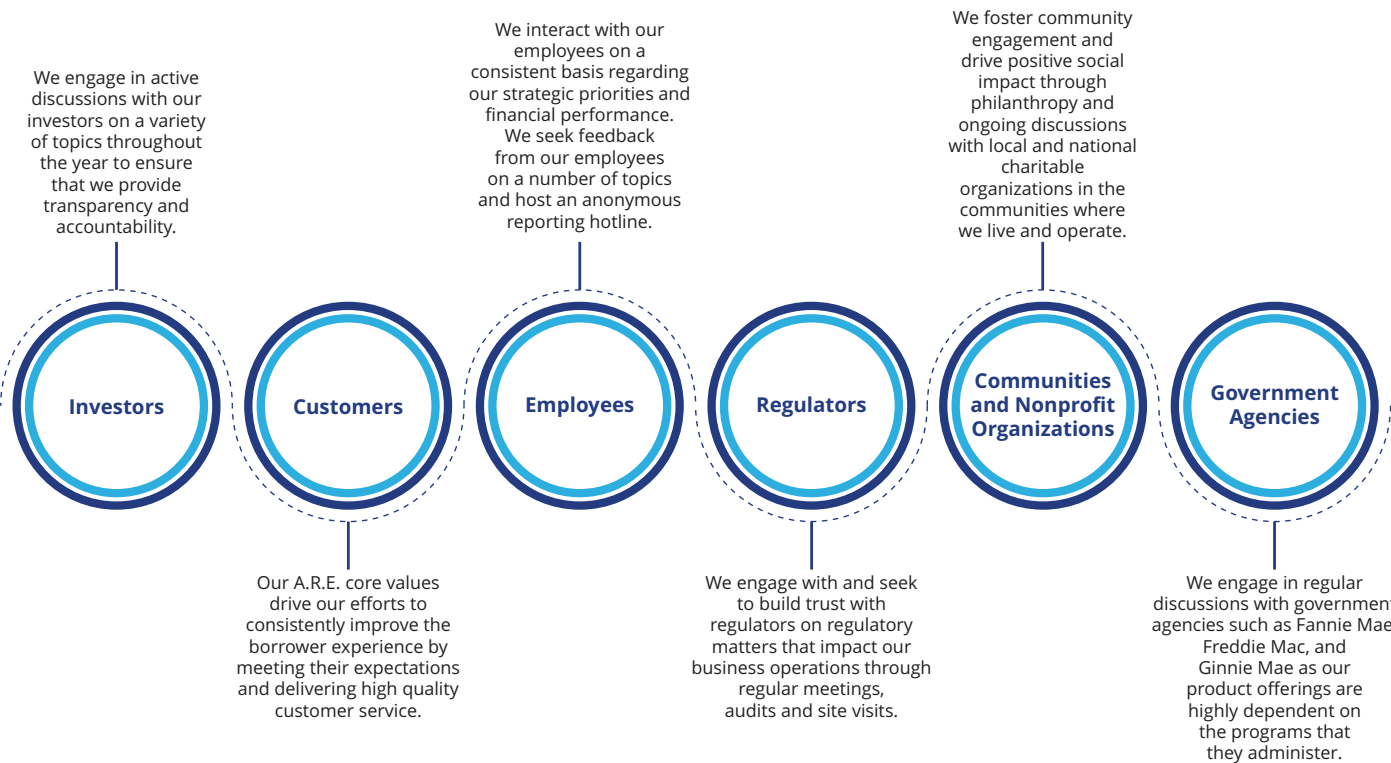 We engage in active
discussions with our
investors on a variety
of topics throughout
the year to ensure
that we provide
transparency and
accountability.
Investors
Our A.R.E. core values
drive our efforts to
consistently improve the
borrower experience by
meeting their expectations
and delivering high quality
customer service.
Customers
We interact with our
employees on a
consistent basis regarding
our strategic priorities and
financial performance.
We seek feedback
from our employees
on a number of topics
and host an anonymous
reporting hotline.
Employees
We engage with and seek
to build trust with
regulators on regulatory
matters that impact our
business operations through
regular meetings,
audits and site visits.
Regulators
We foster community
engagement and
drive positive social
impact through
philanthropy and
ongoing discussions
with local and national
charitable
organizations in the
communities where
we live and operate.
Communities
and Nonprofit
Organizations
We engage in regular
discussions with government
agencies such as Fannie Mae
Freddie Mac, and
Ginnie Mae as our
product offerings are
highly dependent on
the programs that
they administer.
Government
Agencies